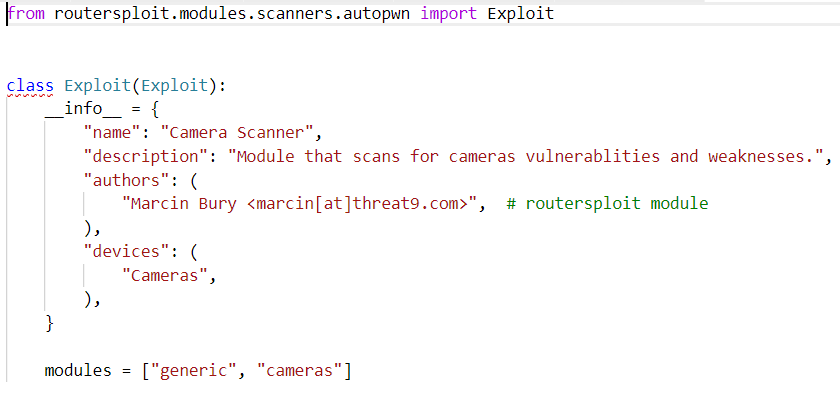 from routersploit.modules.scanners.autopwn import Exploit
class Exploit(Exploit):
__info__ = {
"name": "Camera Scanner",
"description": "Module that scans for cameras vulnerablities and weaknesses.",
"authors": (
"Marcin Bury <marcin[at]threat9.com>",  # routersploit module
),
"devices": (
"Cameras",
),
}
modules = ["generic", "cameras"]